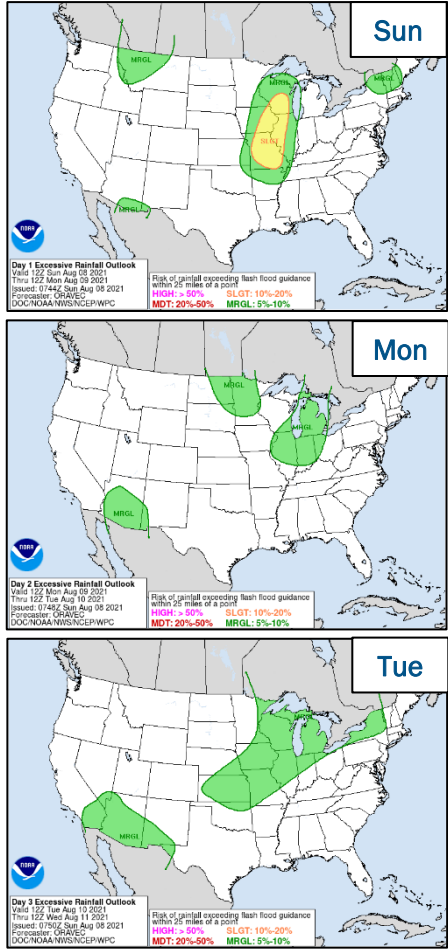 Sun
MRGL
MRGL
MRGL
SLGT
MRGL
NOAA
Day 1 Excessive Rainfall Outlook
Valid 12Z Sun Aug 08 2021
Thru 12Z Mon Aug 09 2021
Issued: 0744Z Sun Aug 08 2021
Forecaster: ORAVEC
DOC/NOAA/NWS/NCEP/WPC
Risk of rainfall exceeding flash flood guidance
within 25 miles of a point
HIGH: > 50% SLGT: 10%-20%
MDT: 20%-50% MRGL: 5%-10%
Mon
MRGL
MRGL
MRGL
NOAA
Day 2 Excessive Rainfall Outlook
Valid 12Z Mon Aug 09 2021
Thru 12Z Tue Aug 10 2021
Issued: 0748Z Sun Aug 08 2021
Forecaster: ORAVEC
DOC/NOAA/NWS/NCEP/WPC
Risk of rainfall exceeding flash flood guidance
within 25 miles of a point
HIGH: > 50% SLGT: 10%-20%
MDT: 20%-50% MRGL: 5%-10%
Tue
MRGL
MRGL
NOAA
Day 3 Excessive Rainfall Outlook
Valid 12Z Tue Aug 10 2021
Thru 12Z Wed Aug 11 2021
Issued: 0750Z Sun Aug 08 2021
Forecaster: ORAVEC
DOC/NOAA/NWS/NCEP/WPC
Risk of rainfall exceeding flash flood guidance
within 25 miles of a point
HIGH: > 50% SLGT: 10%-20%
MDT: 20%-50% MRGL: 5%-10%